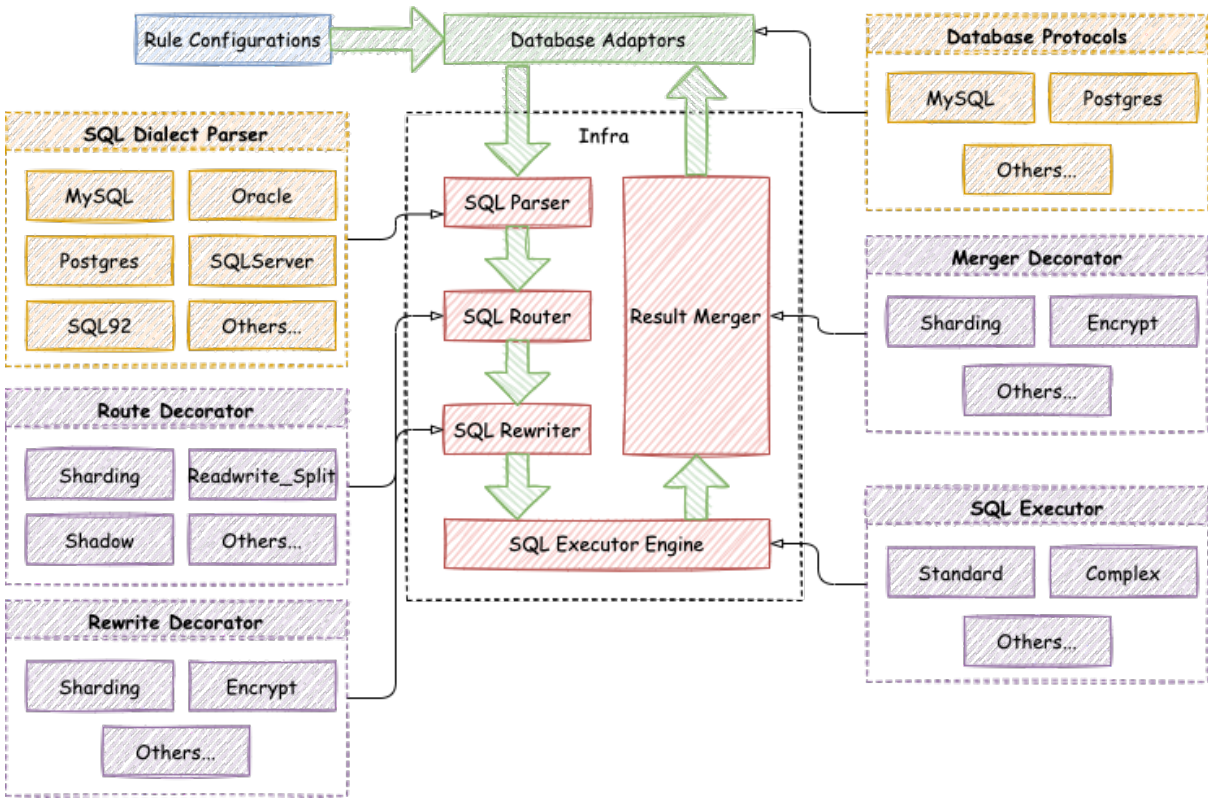 Rule Configurations
Database Adaptors
Database Protocols
MySQL
Postgres
Others...
SQL Dialect Parser
MySQL
Oracle
Postgres
SQLServer
SQL92
Others...
Infra
SQL Parser
SQL Router
SQL Rewriter
Result Merger
SQL Executor Engine
Merger Decorator
Sharding
Encrypt
Others...
Route Decorator
Sharding
Readwrite_Split
Shadow
Others...
SQL Executor
Standard
Complex
Others...
Rewrite Decorator
Sharding
Encrypt
Others...